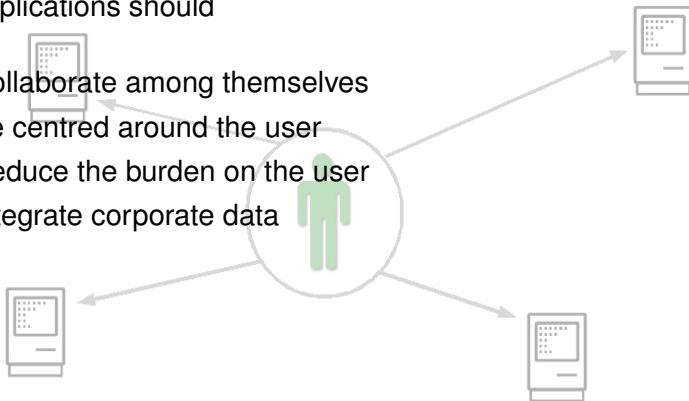 plications should
ollaborate among themselves
e centred around the user
educe the burden on the user
tegrate corporate data